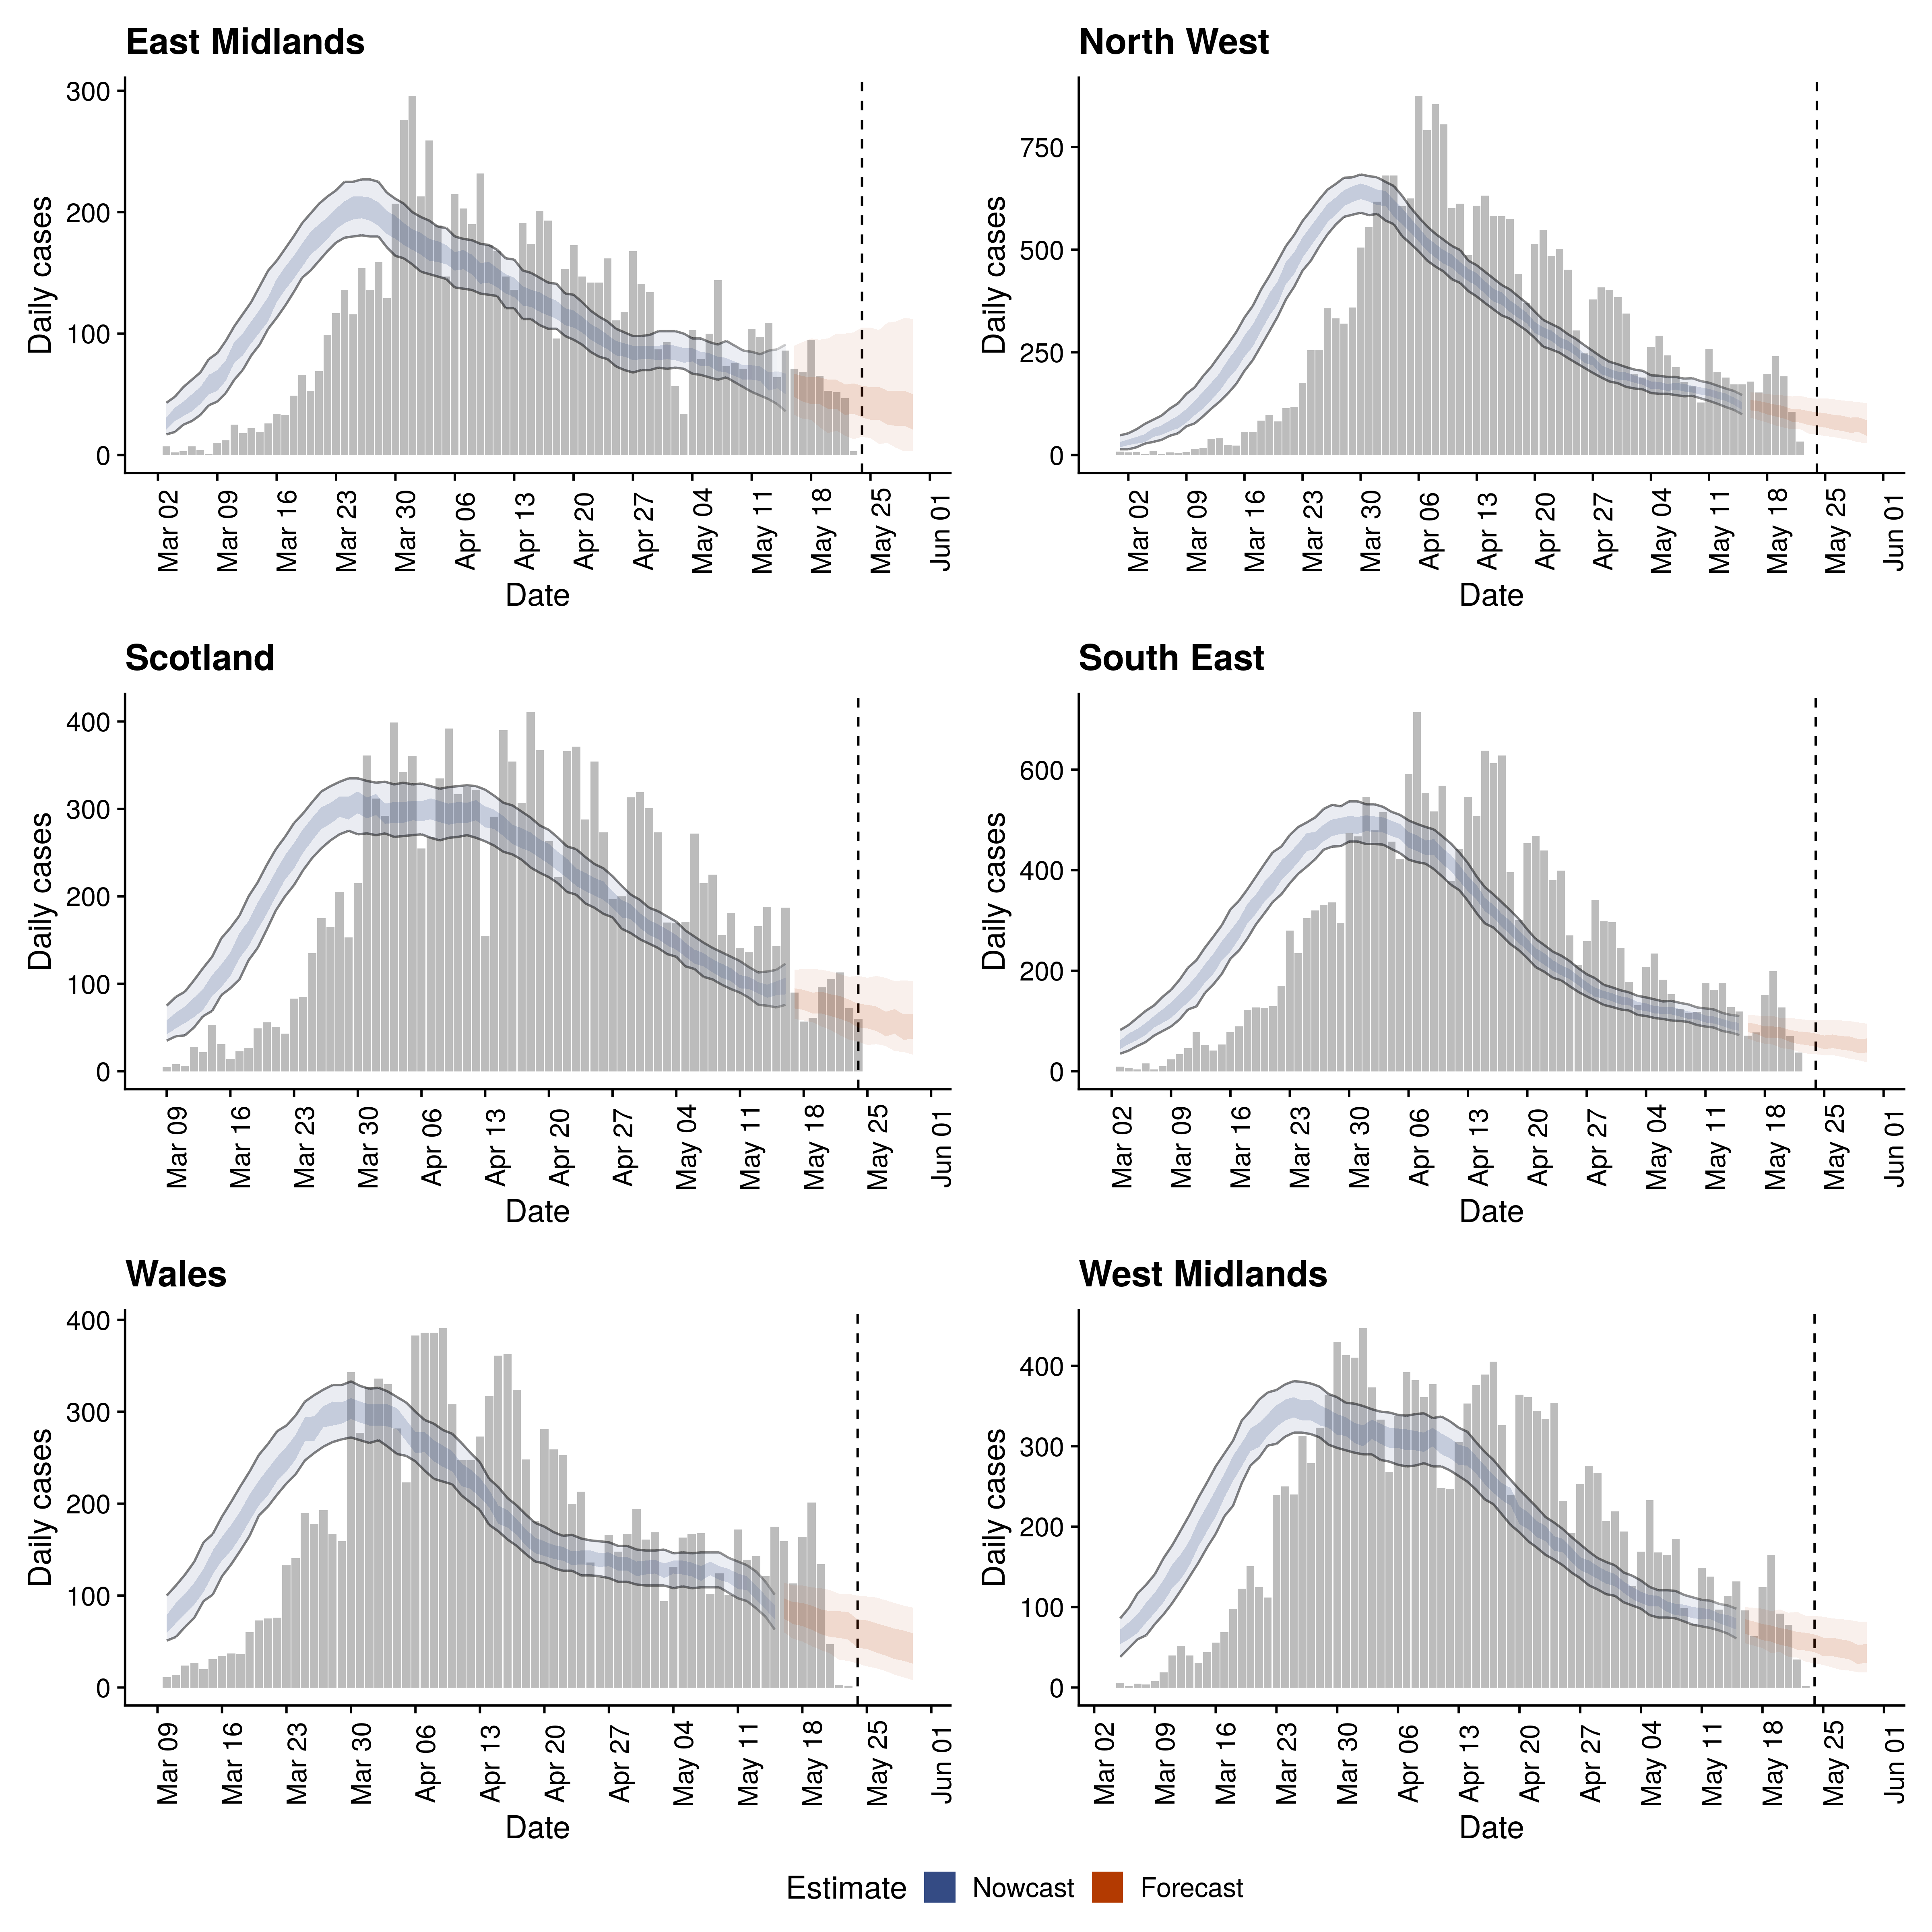 East Midlands
Daily cases
300
200
100
0
Mar 02
Mar 09
Mar 16
Mar 23
Mar 30
Apr 06
Apr 13
Apr 20
Apr 27
May 04
May 11
May 18
May 25
Jun 01
Date
North West
Daily cases
750
500
250
0
Mar 02
Mar 09
Mar 16
Mar 23
Mar 30
Apr 06
Apr 13
Apr 20
Apr 27
May 04
May 11
May 18
May 25
Jun 01
Date
Scotland
Daily cases
400
300
200
100
0
Mar 09
Mar 16
Mar 23
Mar 30
Apr 06
Apr 13
Apr 20
Apr 27
May 04
May 11
May 18
May 25
Jun 01
Date
South East
Daily cases
600
400
200
0
Mar 02
Mar 09
Mar 16
Mar 23
Mar 30
Apr 06
Apr 13
Apr 20
Apr 27
May 04
May 11
May 18
May 25
Jun 01
Date
Wales
Daily cases
400
300
200
100
0
Mar 09
Mar 16
Mar 23
Mar 30
Apr 06
Apr 13
Apr 20
Apr 27
May 04
May 11
May 18
May 25
Jun 01
Date
West Midlands
Daily cases
400
300
200
100
0
Mar 02
Mar 09
Mar 16
Mar 23
Mar 30
Apr 06
Apr 13
Apr 20
Apr 27
May 04
May 11
May 18
May 25
Jun 01
Date
Estimate Nowcast Forecast